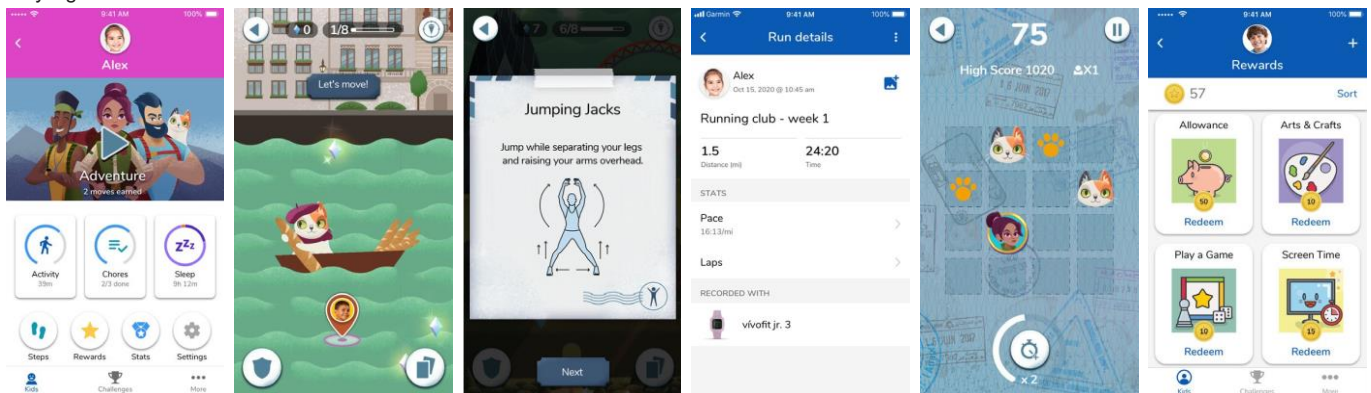 9:41 AM
100%
Alex
Adventure
2 moves earned
Activity
39m
Chores
2/3 done
Sleep
9h 12m
Steps
Rewards
Stats
Settings
Kids
Challenges
More
0
1/8
Let's move!
7
6/8
Jumping Jacks
Jump while separating your legs
and raising your arms overhead.
Next
Garmin
9:41 AM
100%
Run details
Alex
Oct 15, 2020 @ 10:45 am
Running club - week 1
1.5
Distance (mi)
24:20
Time
STATS
Pace
16:13/mi
Laps
RECORDED WITH
vívofit jr. 3
75
High Score 1020
X1
18 JUIN 2017
x 2
9:41 AM
100%
Rewards
57
Sort
Allowance
50
Redeem
Arts & Crafts
10
Redeem
Play a Game
10
Redeem
Screen Time
15
Redeem
Kids
Challenges
More